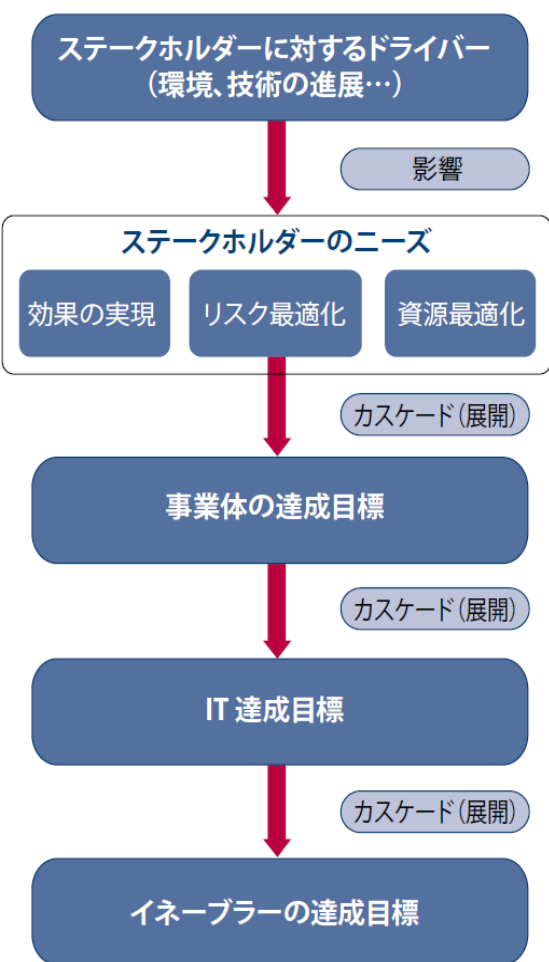 ステークホルダーに対するドライバー
（環境、技術の進展…）
影響
ステークホルダーのニーズ
効果の実現
リスク最適化
資源最適化
カスケード（展開）
事業体の達成目標
カスケード（展開）
IT 達成目標
カスケード（展開）
イネーブラーの達成目標